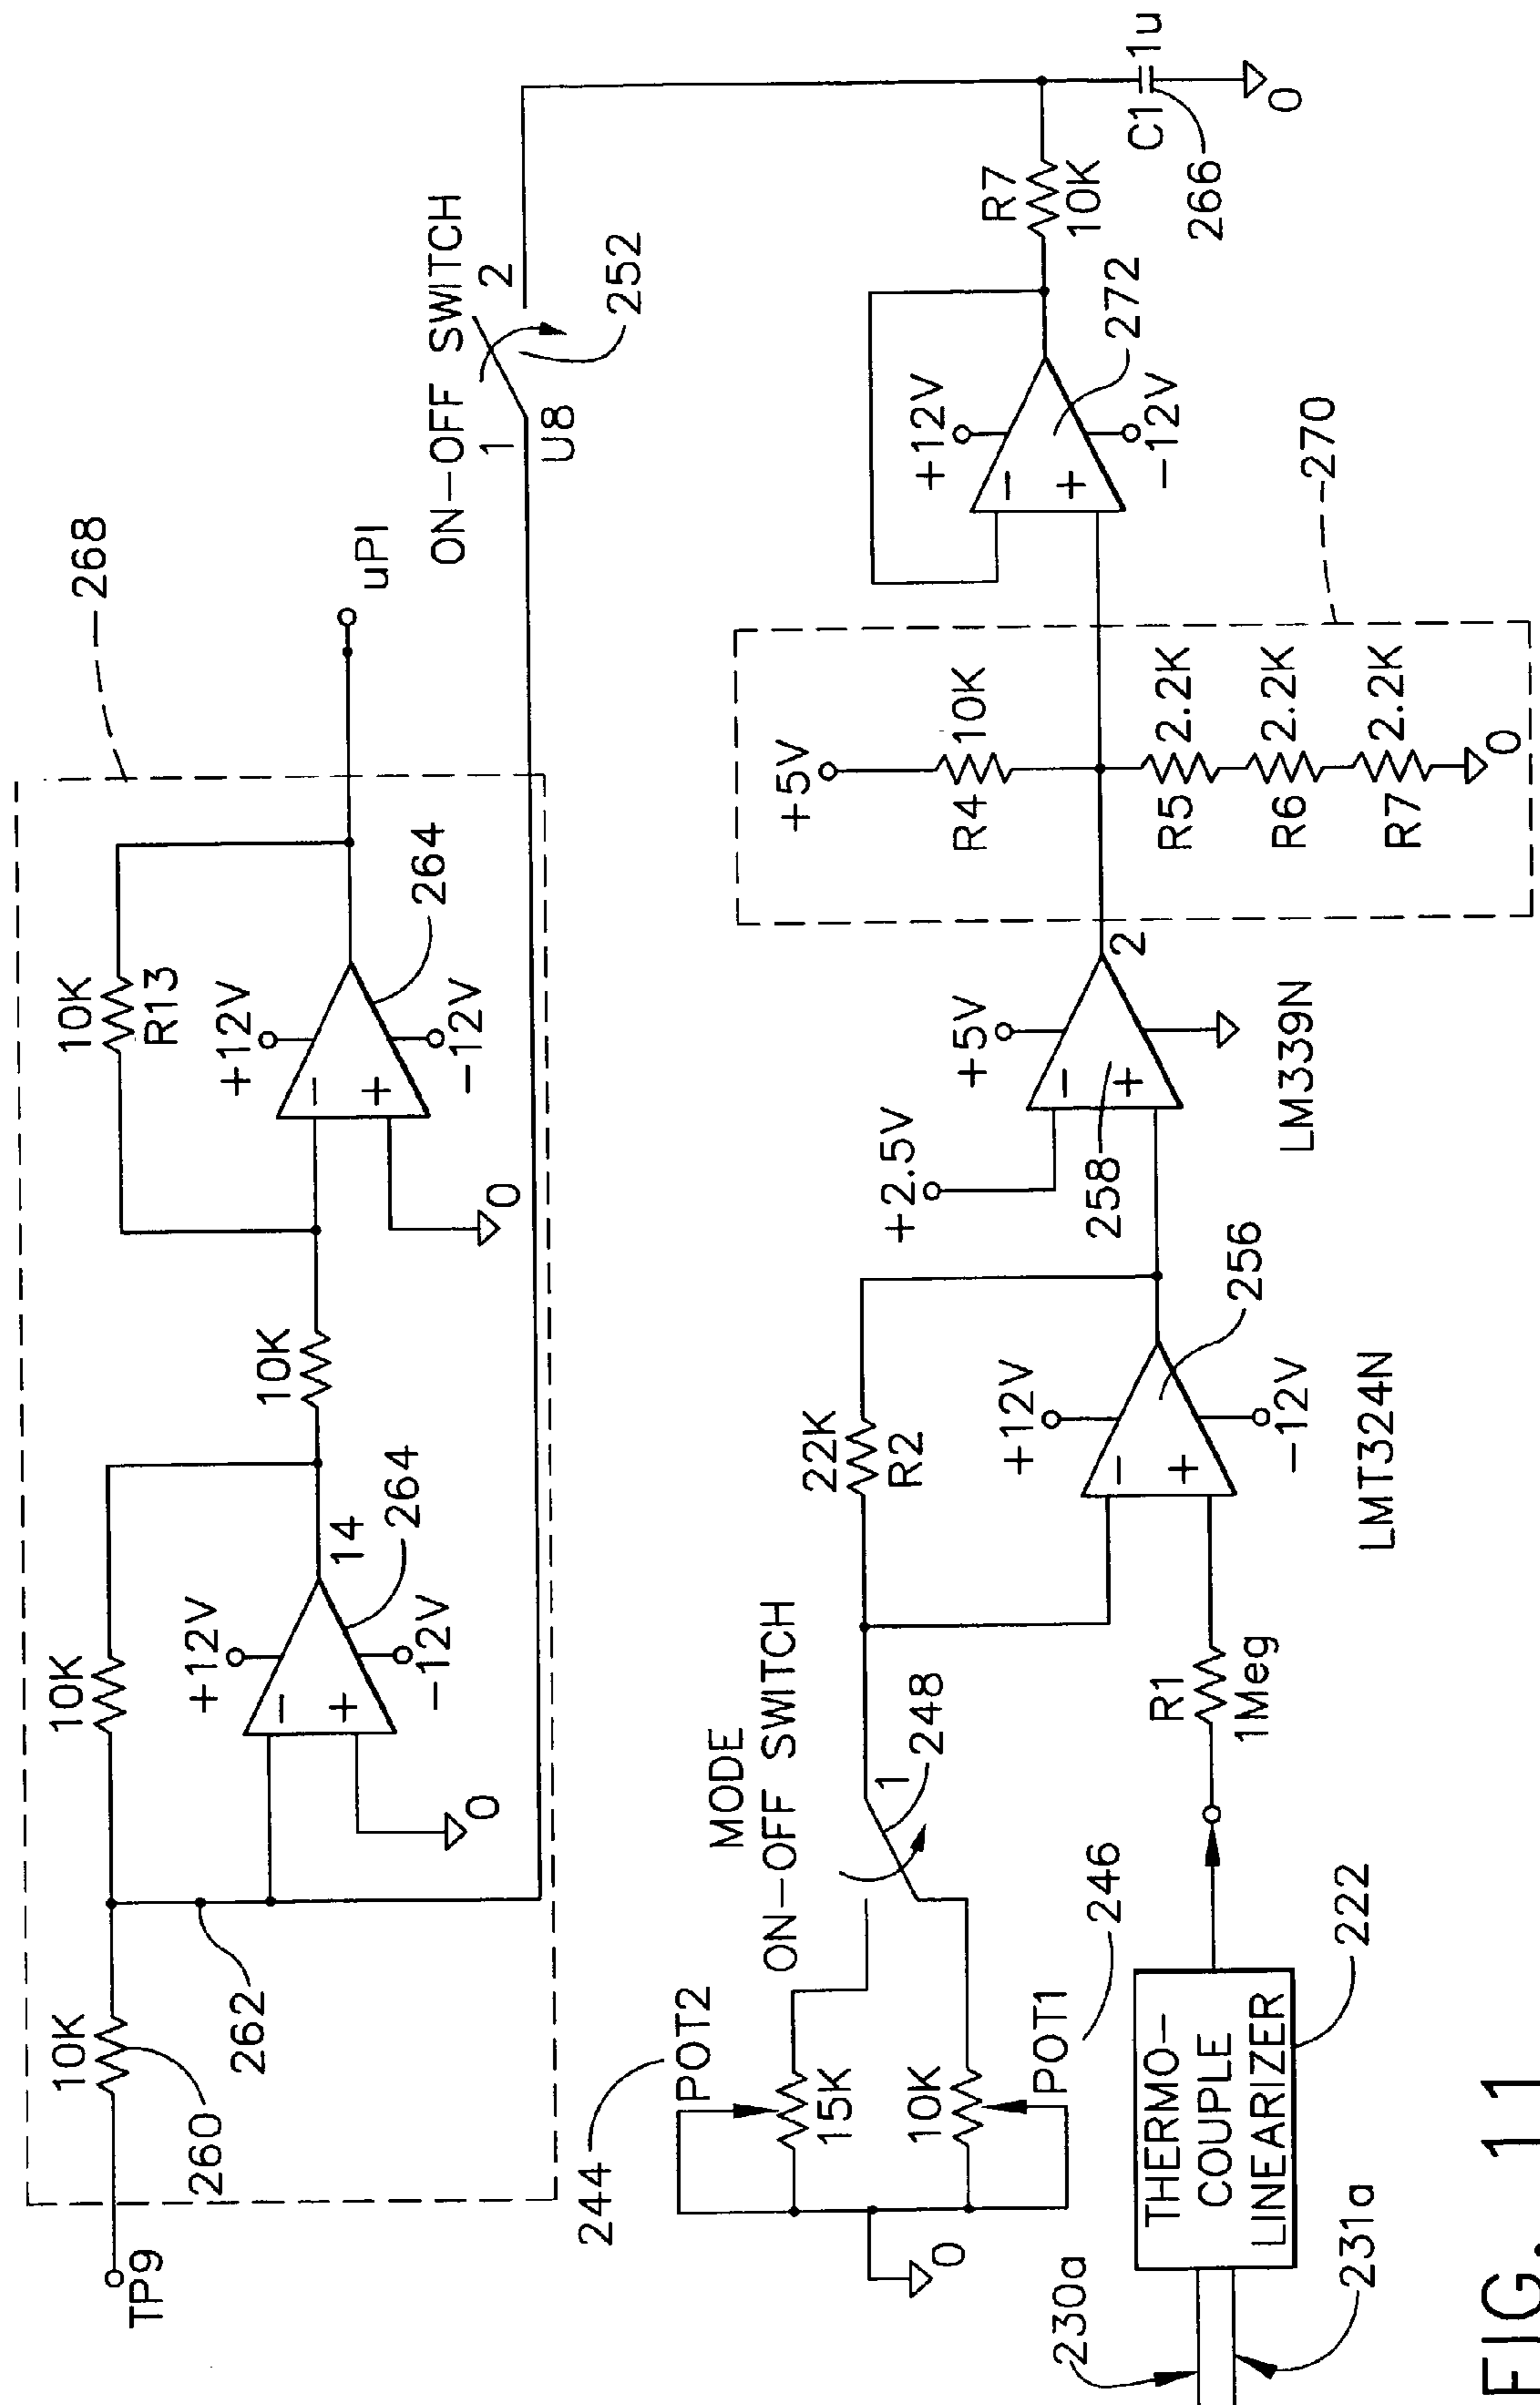 268
10K
260
262
TP9
10K
+12V
−
+
−12V
14
264
0
10K
10K
R13
+12V
−
+
−12V
264
0
uPI
ON-OFF SWITCH
1
2
U8
252
244
POT2
15K
10K
POT1
246
0
MODE
ON-OFF SWITCH
1
248
22K
R2
+12V
−
+
−12V
256
LMT324N
R1
1Meg
THERMO-
COUPLE
LINEARIZER
222
230a
231a
+2.5V
+5V
−
+
258
2
LM339N
+5V
R4
10K
R5
2.2K
R6
2.2K
R7
2.2K
0
270
+12V
−
+
−12V
272
R7
10K
C1
1u
266
0
FIG. 11